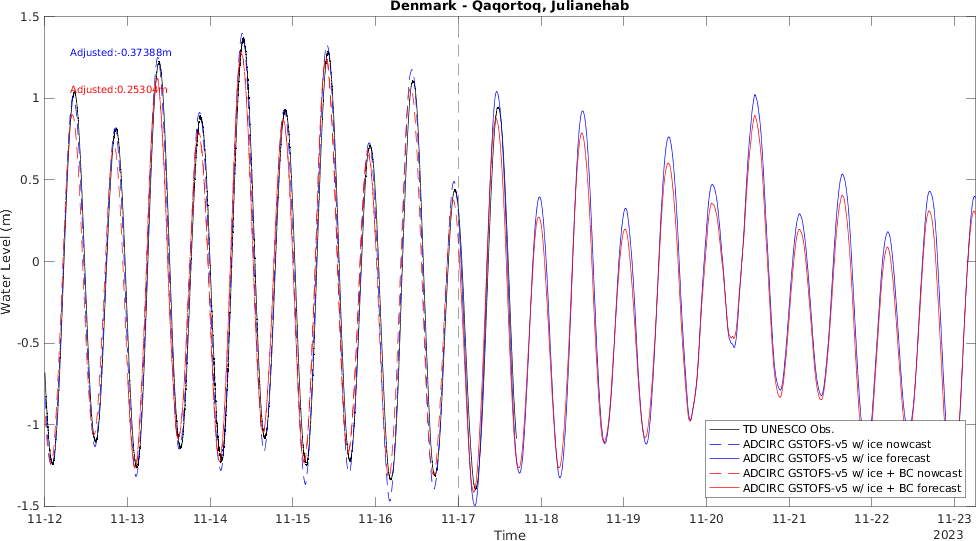 Denmark - Qaqortoq, Julianehab
1.5
Adjusted:-0.37388m
1
Adjusted:0.25304m
0.5
0
Water Level (m)
-0.5
-1
-1.5
TD UNESCO Obs.
ADCIRC GSTOFS-v5 w/ ice nowcast
ADCIRC GSTOFS-v5 w/ ice forecast
ADCIRC GSTOFS-v5 w/ ice + BC nowcast
ADCIRC GSTOFS-v5 w/ ice + BC forecast
11-12 11-13 11-14 11-15 11-16 11-17 11-18 11-19 11-20 11-21 11-22 11-23
Time
2023